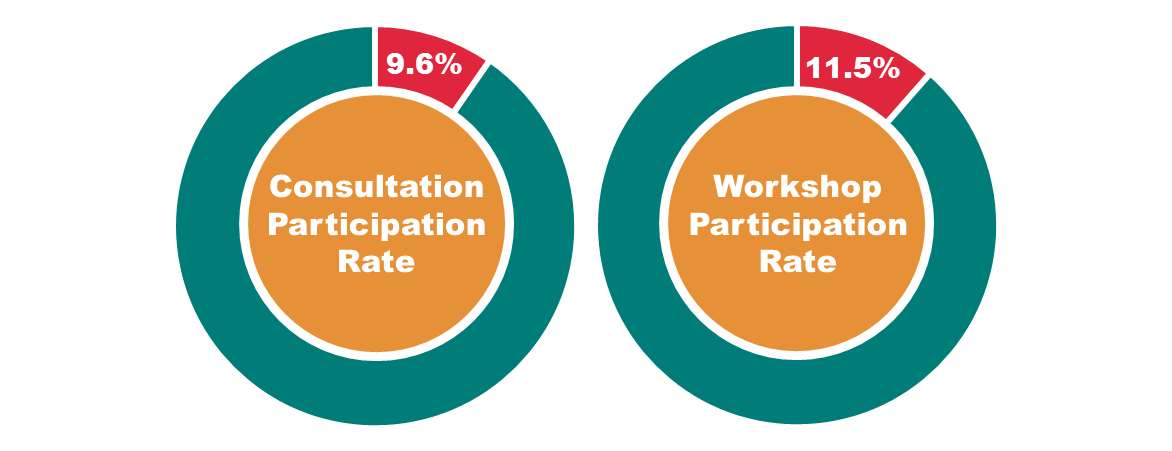 9.6%
Consultation
Participation
Rate
11.5%
Workshop
Participation
Rate